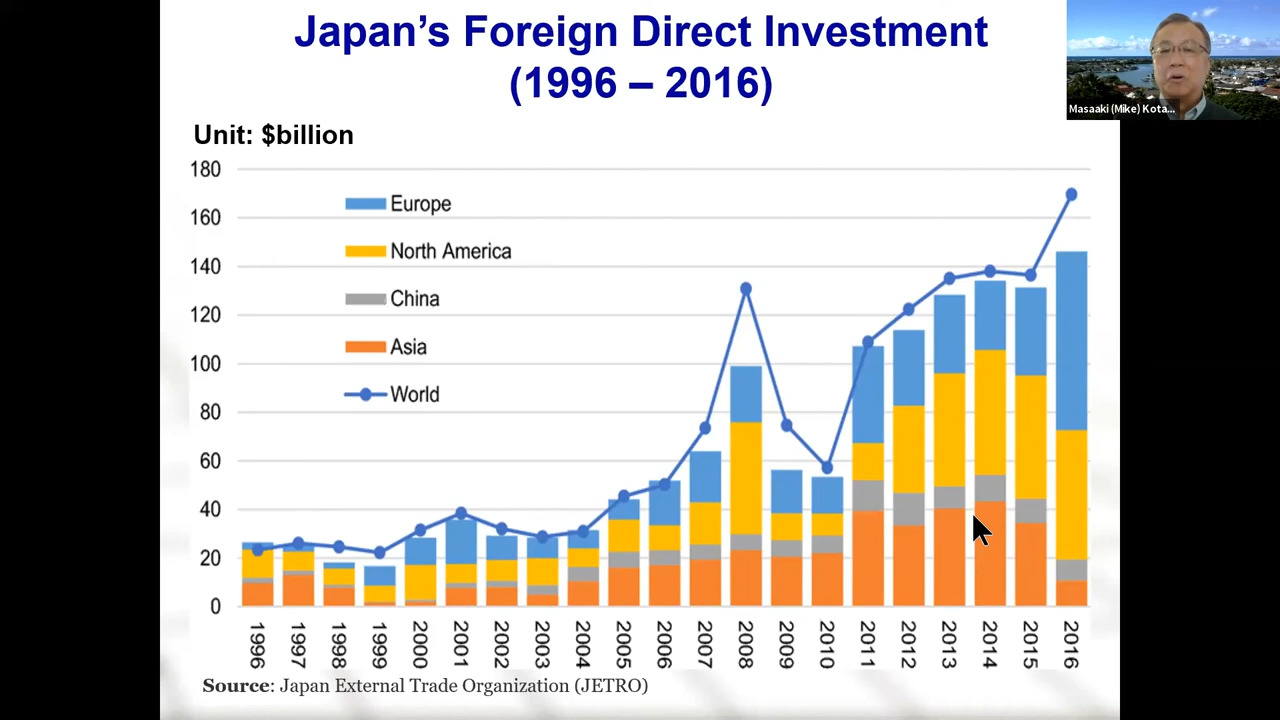 Japan's Foreign Direct Investment
(1996 – 2016)
Masaaki (Mike) Kota...
Unit: $billion
180
160
140
120
100
80
60
40
20
0
Europe
North America
China
Asia
World
1996 1997 1998 1999 2000 2001 2002 2003 2004 2005 2006 2007 2008 2009 2010 2011 2012 2013 2014 2015 2016
Source: Japan External Trade Organization (JETRO)